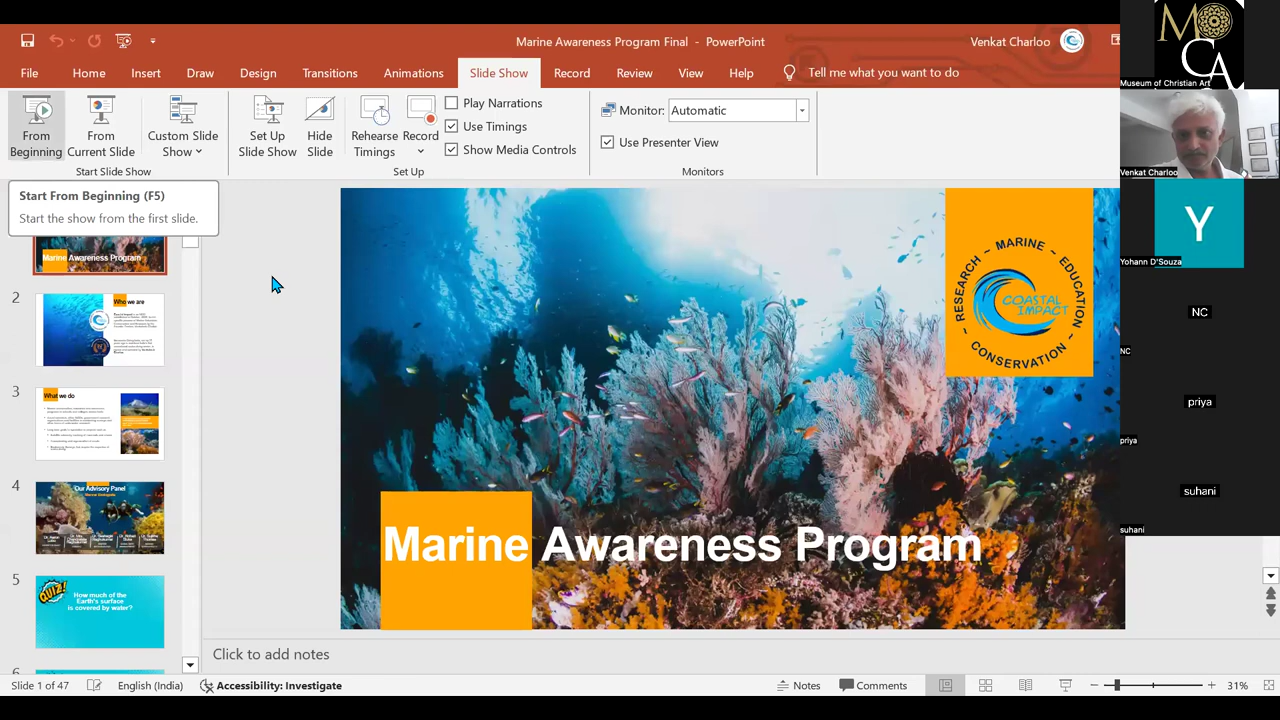 Marine Awareness Program Final - PowerPoint
Venkat Charloo
File Home Insert Draw Design Transitions Animations Slide Show Record Review View Help Tell me what you want to do
From Beginning
From Current Slide
Custom Slide Show
Start Slide Show
Set Up Slide Show
Hide Slide
Rehearse Timings
Record
Play Narrations
Use Timings
Show Media Controls
Set Up
Monitor: Automatic
Use Presenter View
Monitors
Start From Beginning (F5)
Start the show from the first slide.
Marine Awareness Program
2
Who we are
3
What we do
4
Our Advisory Panel
5
QUIZ!
How much of the
Earth's surface
is covered by water?
6
RESEARCH ~ MARINE ~ EDUCATION ~ CONSERVATION ~
COASTAL
IMPACT
Marine Awareness Program
Click to add notes
Slide 1 of 47 English (India) Accessibility: Investigate Notes Comments 31%
MOCA
Museum of Christian Art
Venkat Charloo
Y
Yohann D'Souza
NC
NC
priya
priya
suhani
suhani